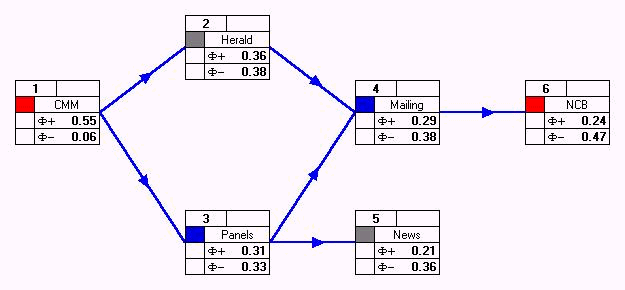 1
CMM
Φ+ 0.55
Φ− 0.06
2
Herald
Φ+ 0.36
Φ− 0.38
3
Panels
Φ+ 0.31
Φ− 0.33
4
Mailing
Φ+ 0.29
Φ− 0.38
5
News
Φ+ 0.21
Φ− 0.36
6
NCB
Φ+ 0.24
Φ− 0.47